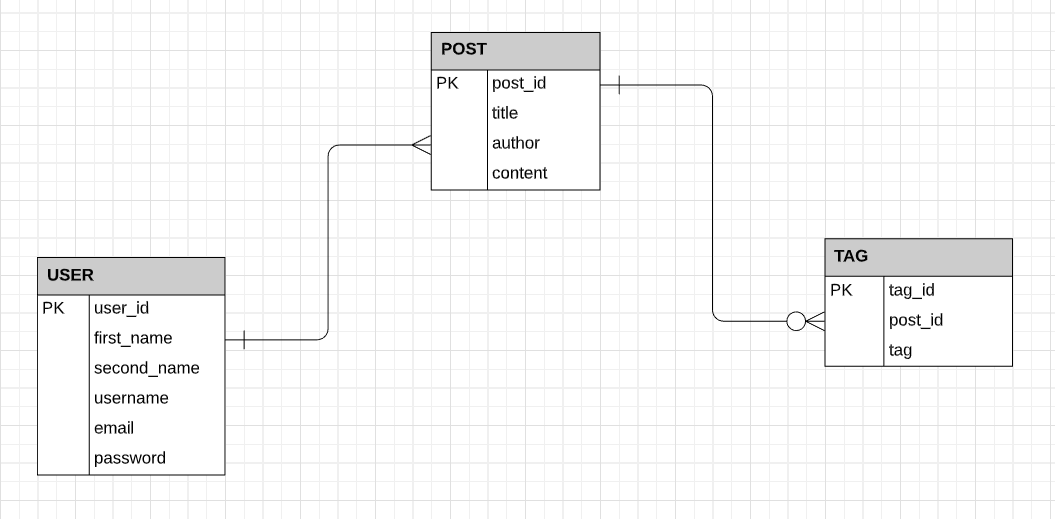 POST
PK post_id
title
author
content
USER
PK user_id
first_name
second_name
username
email
password
TAG
PK tag_id
post_id
tag